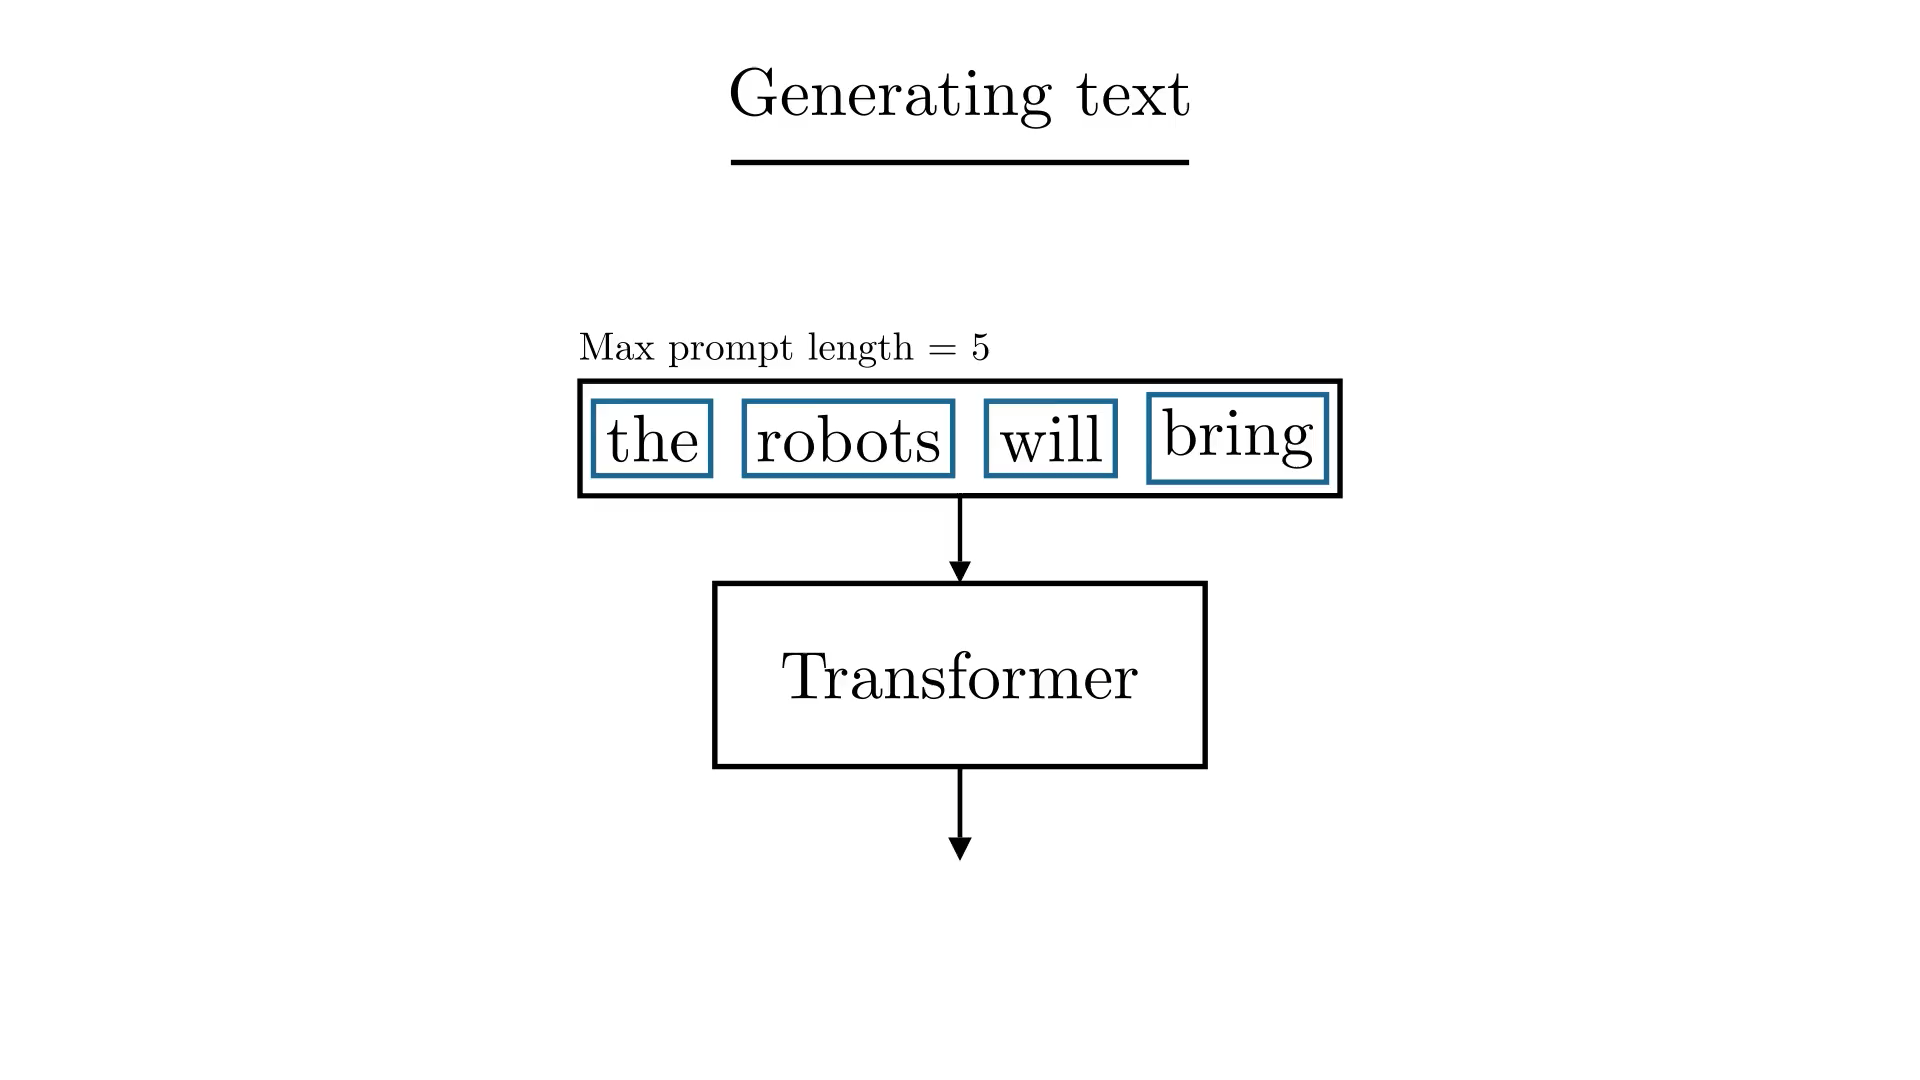 Generating text
Max prompt length = 5
the robots will bring
Transformer